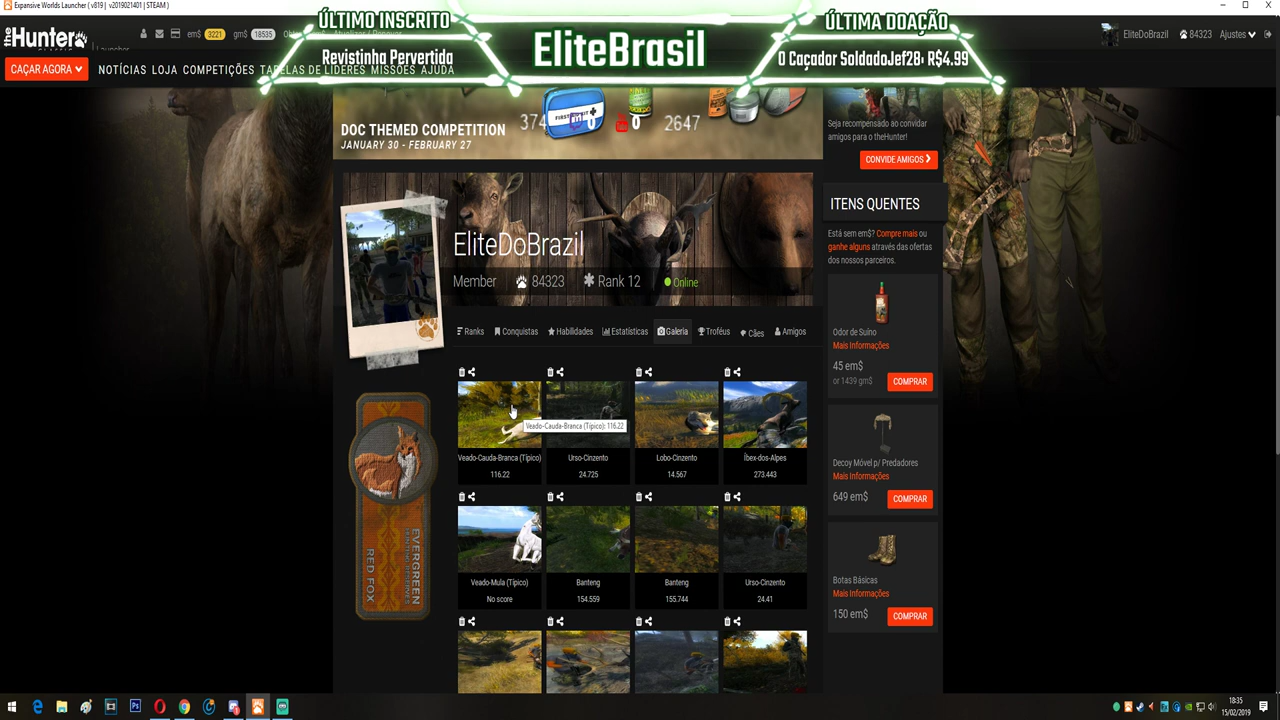 Expansive Worlds Launcher ( v819 | v2019021401 | STEAM )
ÚLTIMO INSCRITO
Revistinha Pervertida
EliteBrasil
ÚLTIMA DOAÇÃO
O Caçador SoldadoJef28: R$4.99
theHunter
Launcher
em$ 3221
gm$ 18535
EliteDoBrazil
84323
Ajustes
CAÇAR AGORA
NOTÍCIAS
LOJA
COMPETIÇÕES
TABELAS DE LÍDERES
MISSÕES
AJUDA
374
0
0
2647
DOC THEMED COMPETITION
JANUARY 30 - FEBRUARY 27
FIRST AID KIT
EliteDoBrazil
Member
84323
Rank 12
Online
Ranks
Conquistas
Habilidades
Estatísticas
Galeria
Troféus
Cães
Amigos
Veado-Cauda-Branca (Típico): 116.22
Veado-Cauda-Branca (Típico)
116.22
Urso-Cinzento
24.725
Lobo-Cinzento
14.567
Íbex-dos-Alpes
273.443
Veado-Mula (Típico)
No score
Banteng
154.559
Banteng
155.744
Urso-Cinzento
24.41
EVERGREEN
RED FOX
Seja recompensado ao convidar
amigos para o theHunter!
CONVIDE AMIGOS
ITENS QUENTES
Está sem em$? Compre mais ou
ganhe alguns através das ofertas
dos nossos parceiros.
Odor de Suíno
Mais Informações
45 em$
or 1439 gm$
COMPRAR
Decoy Móvel p/ Predadores
Mais Informações
649 em$
COMPRAR
Botas Básicas
Mais Informações
150 em$
COMPRAR
18:35
15/02/2019